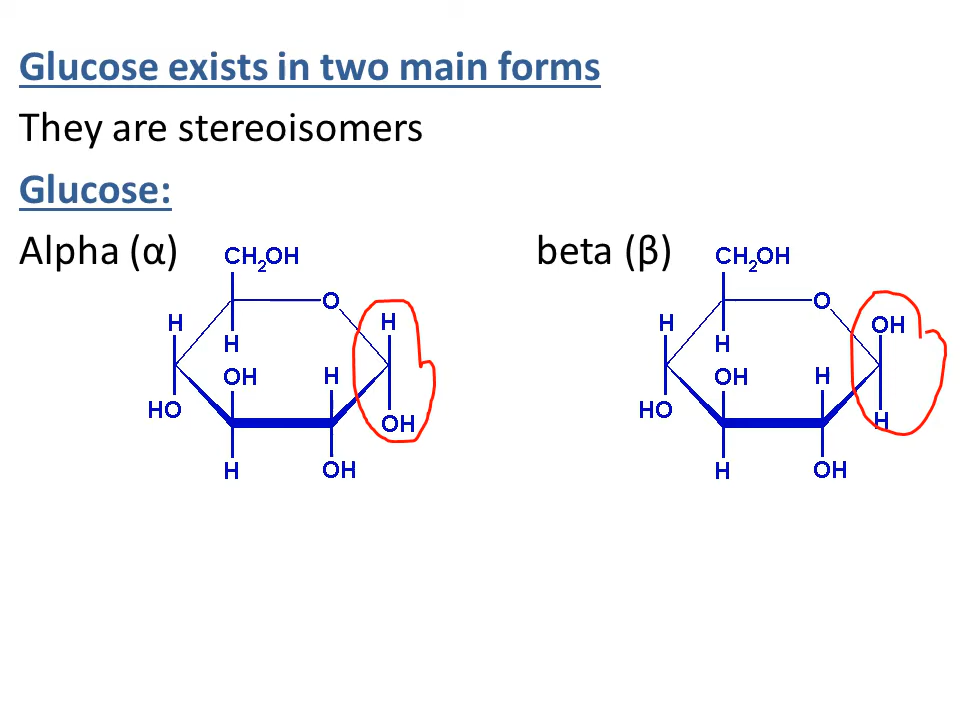 Glucose exists in two main forms
They are stereoisomers
Glucose:
Alpha (α)
CH2OH
O
H
H
H
OH
H
HO
OH
H
OH
beta (β)
CH2OH
O
H
OH
H
OH
H
HO
H
H
OH